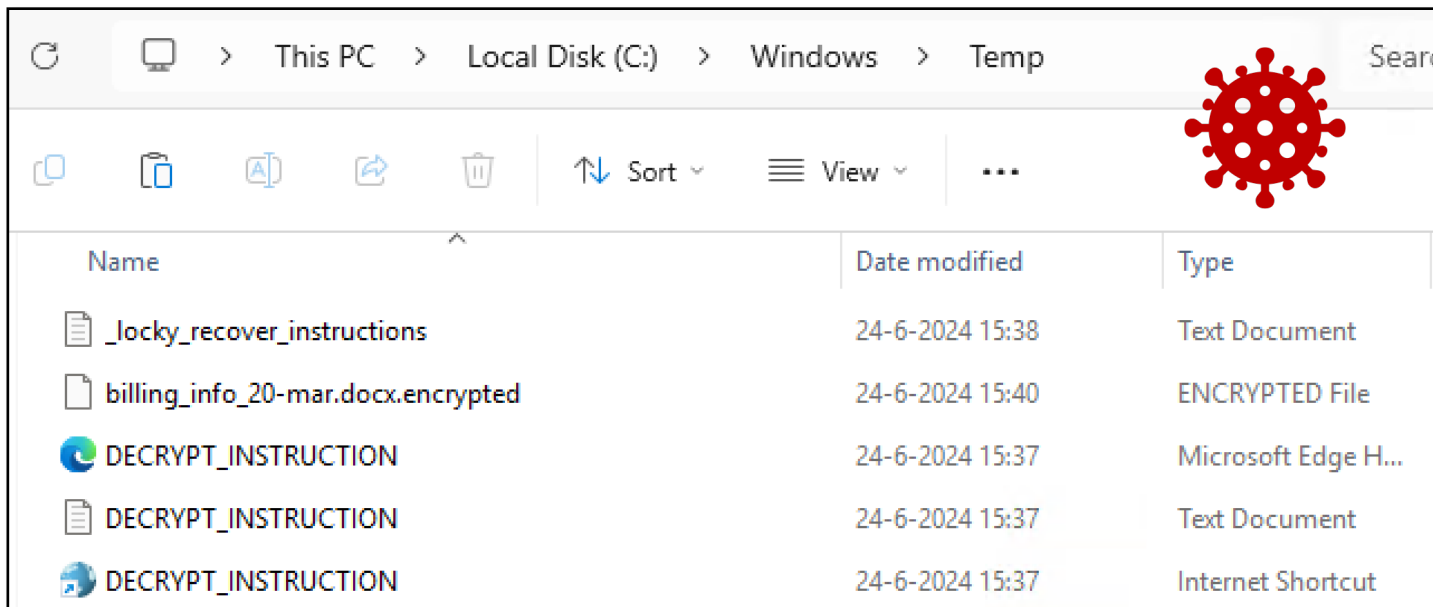 This PC > Local Disk (C:) > Windows > Temp Sear
Sort View
Name Date modified Type
_locky_recover_instructions 24-6-2024 15:38 Text Document
billing_info_20-mar.docx.encrypted 24-6-2024 15:40 ENCRYPTED File
DECRYPT_INSTRUCTION 24-6-2024 15:37 Microsoft Edge H...
DECRYPT_INSTRUCTION 24-6-2024 15:37 Text Document
DECRYPT_INSTRUCTION 24-6-2024 15:37 Internet Shortcut